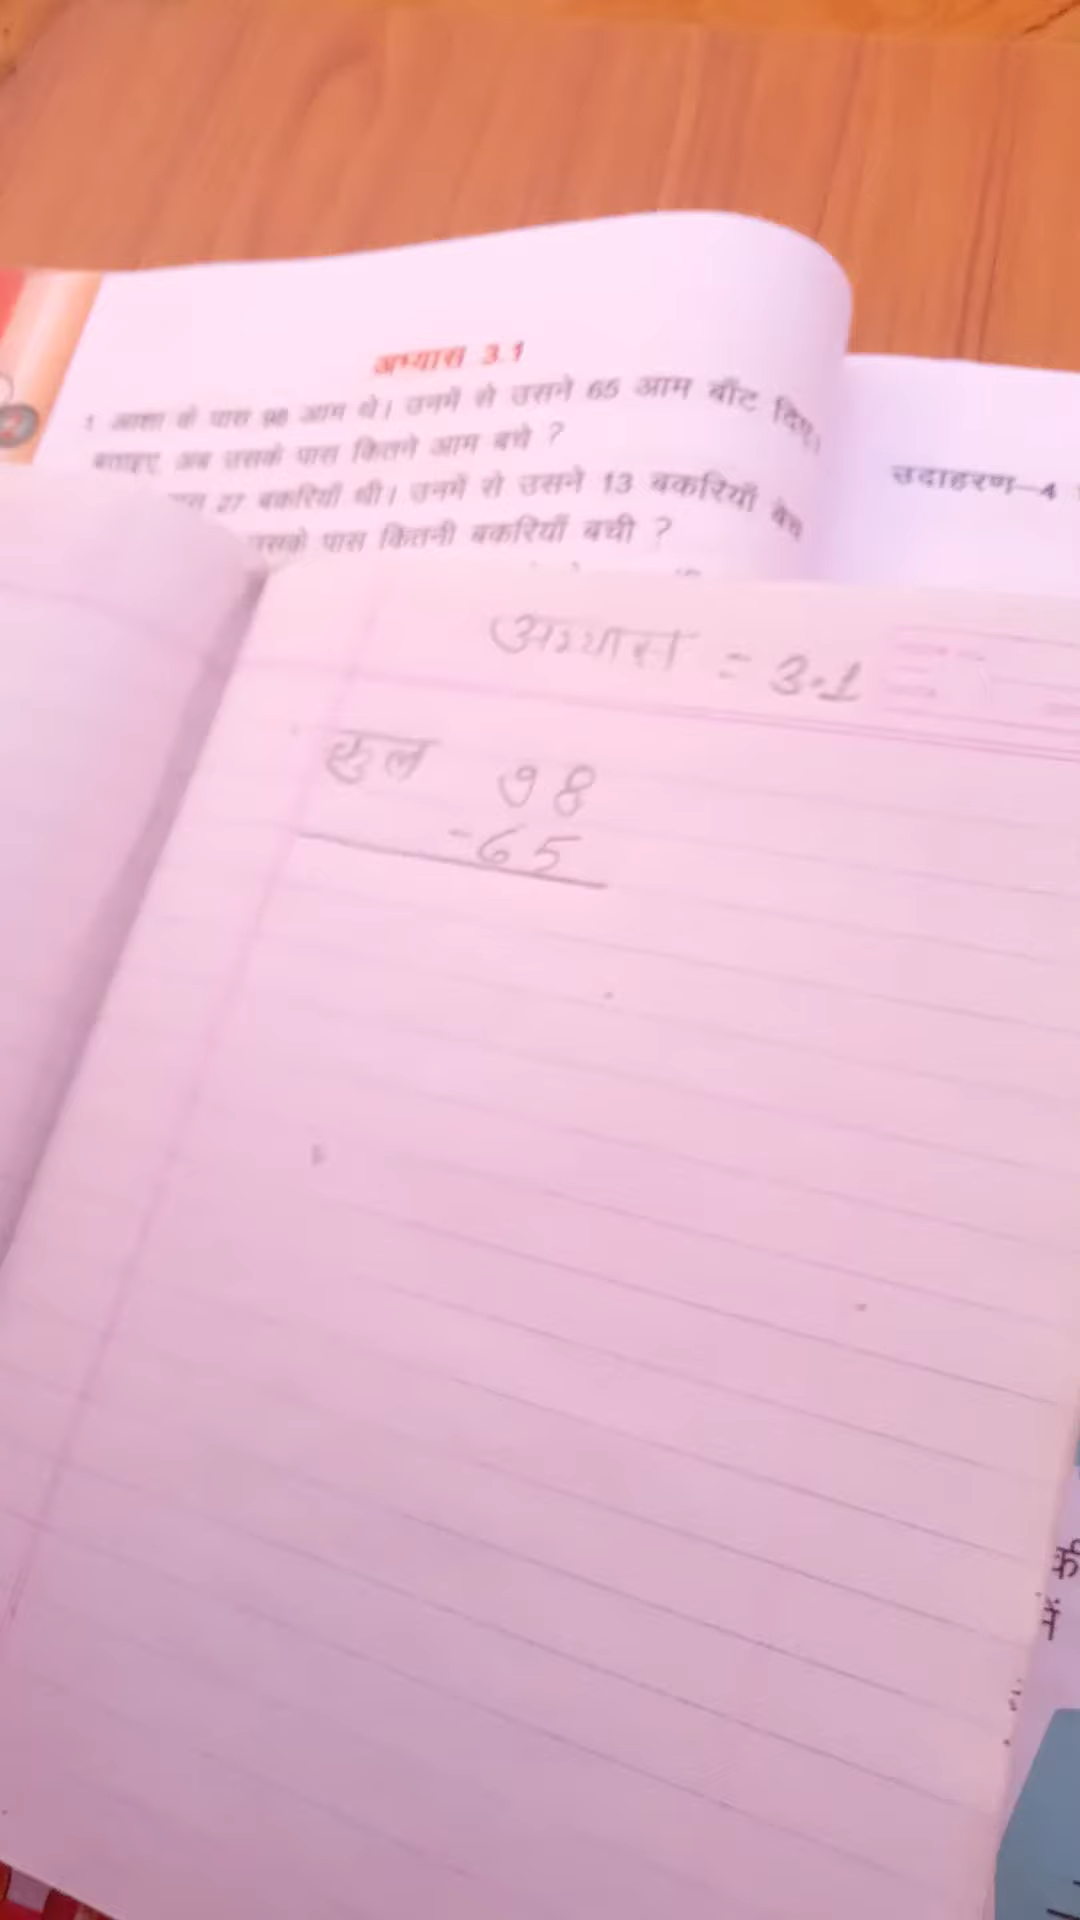 अभ्यास 3.1
1 आशा के पास 98 आम थे। उनमें से उसने 65 आम बाँट दिए।
बताइए अब उसके पास कितने आम बचे ?
पास 27 बकरियाँ थी। उनमें से उसने 13 बकरियाँ बेच
उसके पास कितनी बकरियाँ बची ?
उदाहरण–4
अभ्यास = 3.1
कुल 98
-65
की
में